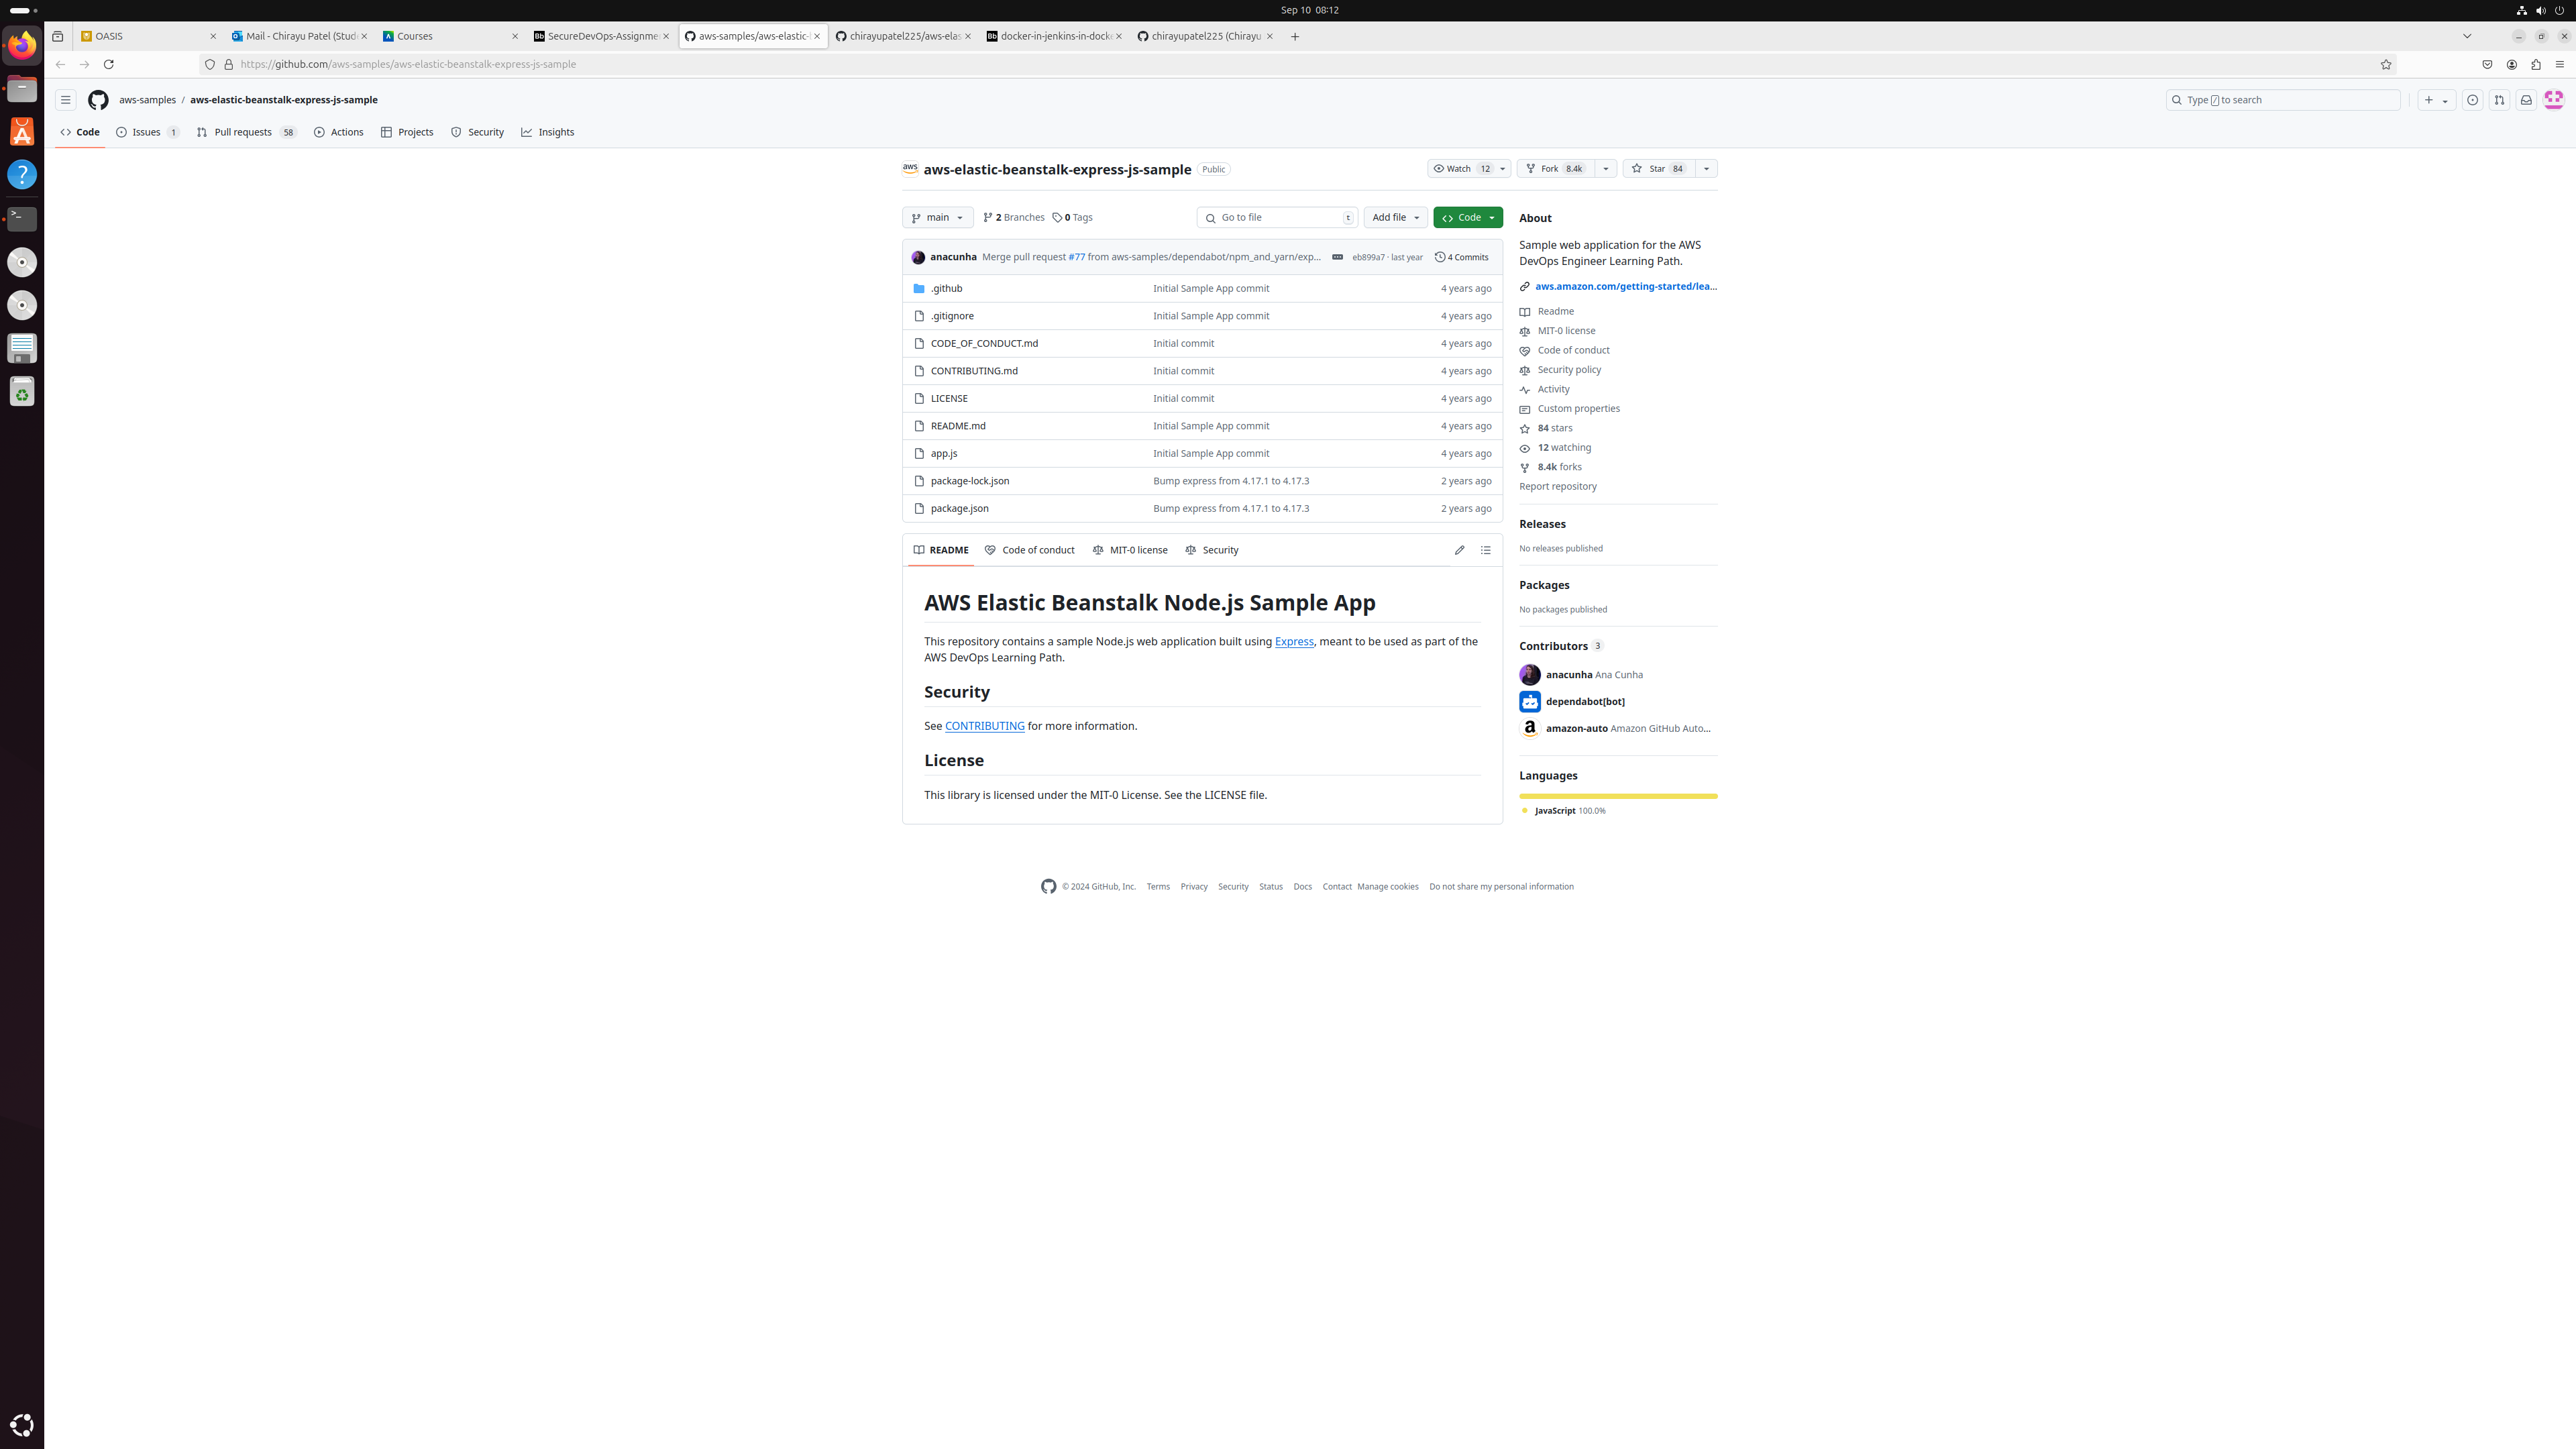 Sep 10 08:12
OASIS
Mail - Chirayu Patel (Stud
Courses
SecureDevOps-Assignme
aws-samples/aws-elastic-
chirayupatel225/aws-elas
docker-in-jenkins-in-docke
chirayupatel225 (Chirayu
https://github.com/aws-samples/aws-elastic-beanstalk-express-js-sample
aws-samples / aws-elastic-beanstalk-express-js-sample
Type / to search
Code
Issues 1
Pull requests 58
Actions
Projects
Security
Insights
aws
aws-elastic-beanstalk-express-js-sample Public
Watch 12
Fork 8.4k
Star 84
main
2 Branches
0 Tags
Go to file t
Add file
Code
anacunha Merge pull request #77 from aws-samples/dependabot/npm_and_yarn/exp... eb899a7 · last year 4 Commits
.github Initial Sample App commit 4 years ago
.gitignore Initial Sample App commit 4 years ago
CODE_OF_CONDUCT.md Initial commit 4 years ago
CONTRIBUTING.md Initial commit 4 years ago
LICENSE Initial commit 4 years ago
README.md Initial Sample App commit 4 years ago
app.js Initial Sample App commit 4 years ago
package-lock.json Bump express from 4.17.1 to 4.17.3 2 years ago
package.json Bump express from 4.17.1 to 4.17.3 2 years ago
README
Code of conduct
MIT-0 license
Security
AWS Elastic Beanstalk Node.js Sample App
This repository contains a sample Node.js web application built using Express, meant to be used as part of the
AWS DevOps Learning Path.
Security
See CONTRIBUTING for more information.
License
This library is licensed under the MIT-0 License. See the LICENSE file.
About
Sample web application for the AWS
DevOps Engineer Learning Path.
aws.amazon.com/getting-started/lea...
Readme
MIT-0 license
Code of conduct
Security policy
Activity
Custom properties
84 stars
12 watching
8.4k forks
Report repository
Releases
No releases published
Packages
No packages published
Contributors 3
anacunha Ana Cunha
dependabot[bot]
amazon-auto Amazon GitHub Auto...
Languages
JavaScript 100.0%
© 2024 GitHub, Inc.
Terms
Privacy
Security
Status
Docs
Contact
Manage cookies
Do not share my personal information